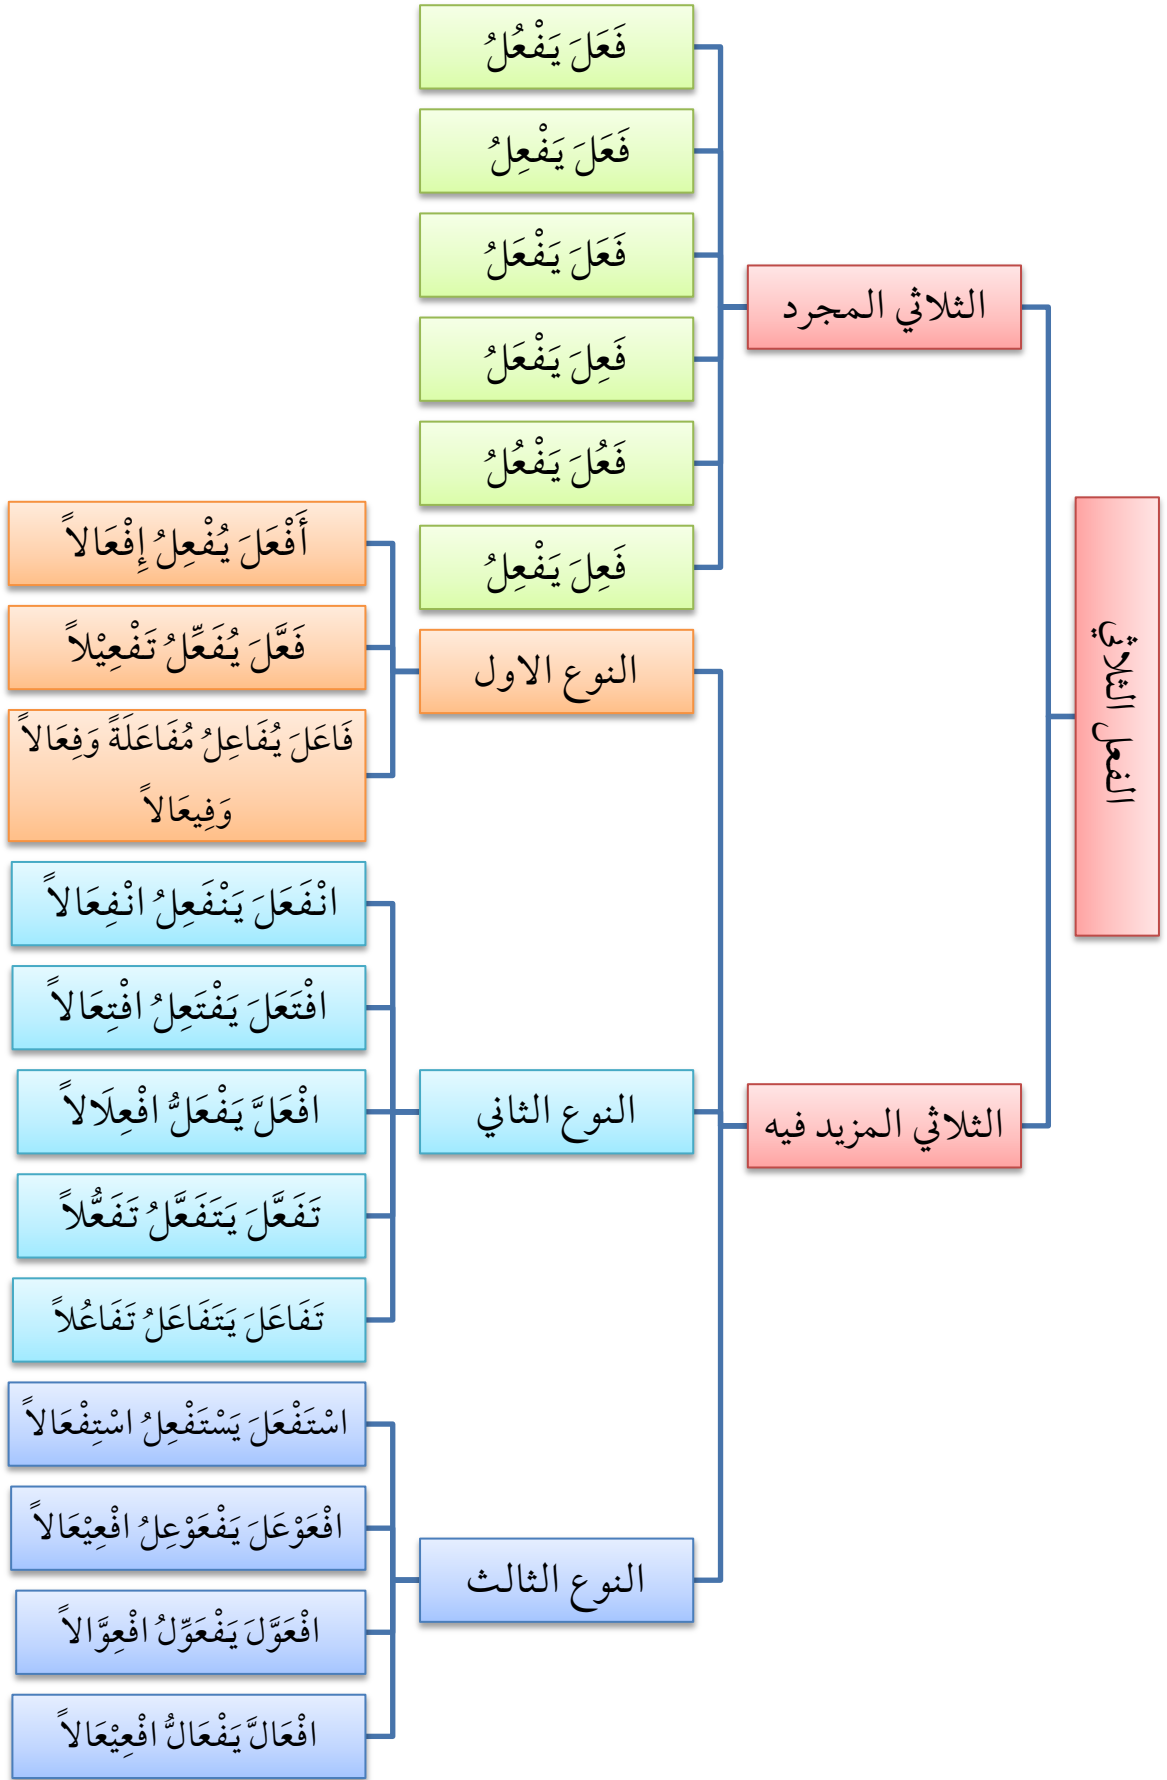 الفعل الثلاثي
الثلاثي المجرد
فَعَلَ يَفْعُلُ
فَعَلَ يَفْعِلُ
فَعَلَ يَفْعَلُ
فَعِلَ يَفْعَلُ
فَعُلَ يَفْعُلُ
فَعِلَ يَفْعِلُ
الثلاثي المزيد فيه
النوع الاول
أَفْعَلَ يُفْعِلُ إِفْعَالاً
فَعَّلَ يُفَعِّلُ تَفْعِيْلاً
فَاعَلَ يُفَاعِلُ مُفَاعَلَةً وَفِعَالاً
وَفِيعَالاً
النوع الثاني
انْفَعَلَ يَنْفَعِلُ انْفِعَالاً
افْتَعَلَ يَفْتَعِلُ افْتِعَالاً
افْعَلَّ يَفْعَلُّ افْعِلَالاً
تَفَعَّلَ يَتَفَعَّلُ تَفَعُّلاً
تَفَاعَلَ يَتَفَاعَلُ تَفَاعُلاً
النوع الثالث
اسْتَفْعَلَ يَسْتَفْعِلُ اسْتِفْعَالاً
افْعَوْعَلَ يَفْعَوْعِلُ افْعِيْعَالاً
افْعَوَّلَ يَفْعَوِّلُ افْعِوَّالاً
افْعَالَّ يَفْعَالُّ افْعِيْعَالاً